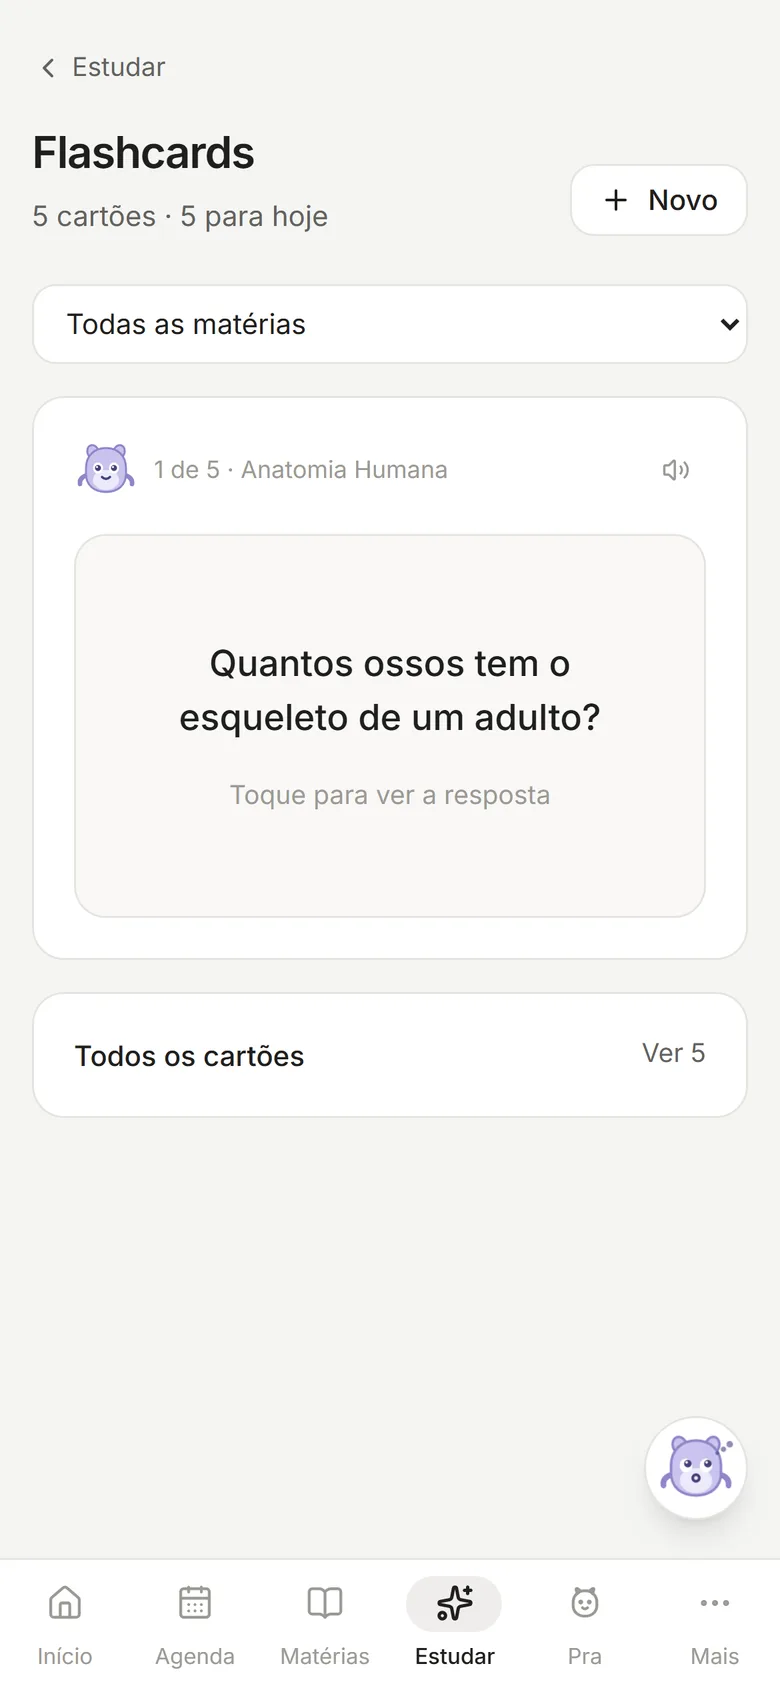 Estudar
Flashcards
5 cartões · 5 para hoje
Novo
Todas as matérias
1 de 5 · Anatomia Humana
Quantos ossos tem o
esqueleto de um adulto?
Toque para ver a resposta
Todos os cartões
Ver 5
Início
Agenda
Matérias
Estudar
Pra
Mais